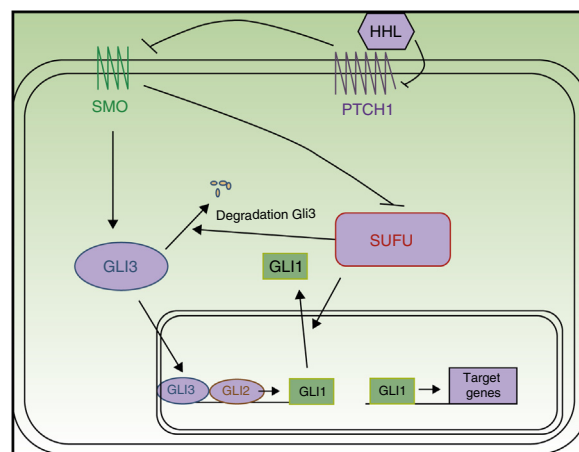 HHL
SMO
PTCH1
Degradation Gli3
SUFU
GLI3
GLI1
GLI3
GLI2
GLI1
GLI1
Target
genes